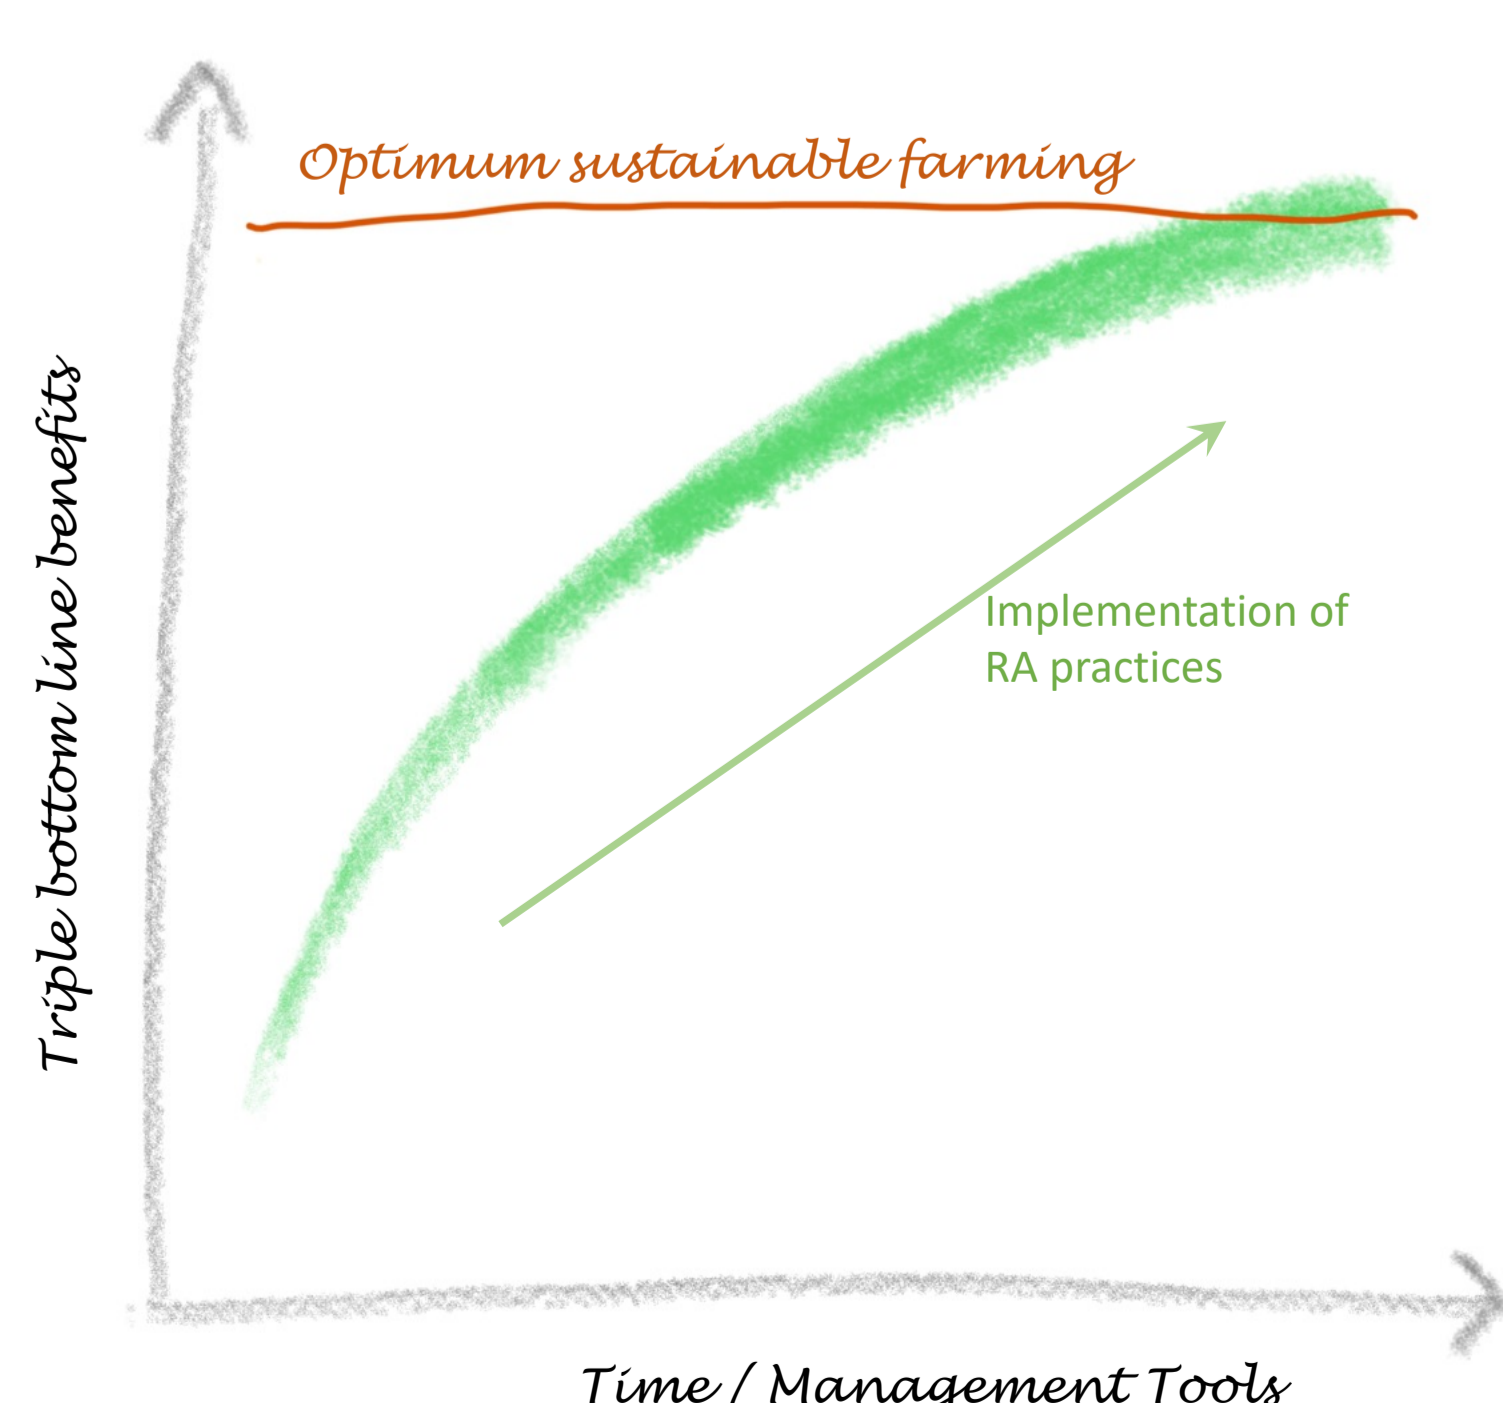 Optimum sustainable farming
Triple bottom line benefits
Implementation of
RA practices
Time / Management Tools